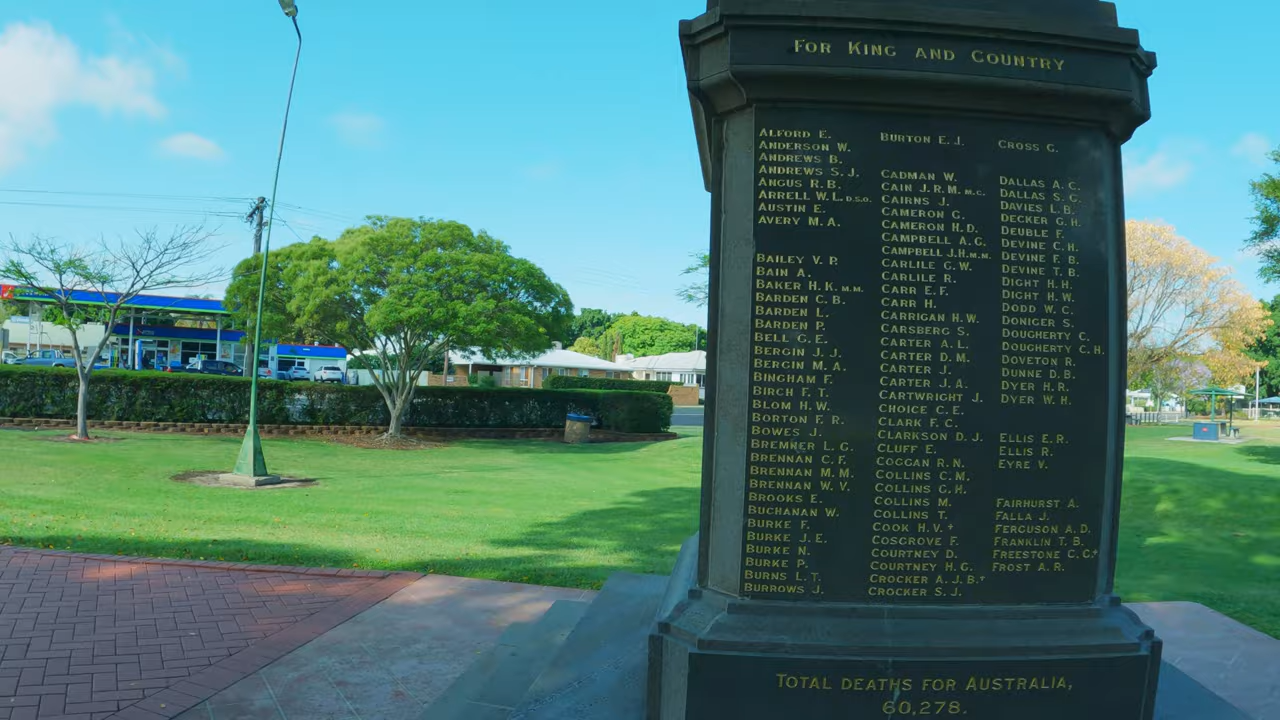 FOR KING AND COUNTRY
ALFORD E.
ANDERSON W.
ANDREWS B.
ANDREWS S. J.
ANGUS R. B.
ARRELL W. L. D.S.O.
AUSTIN E.
AVERY M. A.
BAILEY V. P.
BAIN A.
BAKER H. K. M.M.
BARDEN C. B.
BARDEN L.
BARDEN P.
BELL G. E.
BERGIN J. J.
BERGIN M. A.
BINGHAM F.
BIRCH F. T.
BLOM H. W.
BORTON F. R.
BOWES J.
BREMNER L. G.
BRENNAN C. F.
BRENNAN M. M.
BRENNAN W. V.
BROOKS E.
BUCHANAN W.
BURKE F.
BURKE J. E.
BURKE N.
BURKE P.
BURNS L. T.
BURROWS J.
BURTON E. J.
CADMAN W.
CAIN J. R. M. M.C.
CAIRNS J.
CAMERON G.
CAMERON H. D.
CAMPBELL A. G.
CAMPBELL J. H. M.M.
CARLILE G. W.
CARLILE R.
CARR E. F.
CARR H.
CARRIGAN H. W.
CARSBERG S.
CARTER A. L.
CARTER D. M.
CARTER J.
CARTER J. A.
CARTWRIGHT J.
CHOICE C. E.
CLARK F. C.
CLARKSON D. J.
CLUFF E.
COGGAN R. N.
COLLINS C. M.
COLLINS G. H.
COLLINS M.
COLLINS T.
COOK H. V. †
COSGROVE F.
COURTNEY D.
COURTNEY H. G.
CROCKER A. J. B. †
CROCKER S. J.
CROSS G.
DALLAS A. C.
DALLAS S. C.
DAVIES L. B.
DECKER G. H.
DEUBLE F.
DEVINE C. H.
DEVINE F. B.
DEVINE T. B.
DIGHT H. H.
DIGHT H. W.
DODD W. C.
DONICER S.
DOUGHERTY C.
DOUGHERTY C. H.
DOVETON R.
DUNNE D. B.
DYER H. R.
DYER W. H.
ELLIS E. R.
ELLIS R.
EYRE V.
FAIRHURST A.
FALLA J.
FERGUSON A. D.
FRANKLIN T. B.
FREESTONE C. C. †
FROST A. R.
TOTAL DEATHS FOR AUSTRALIA,
60,278.